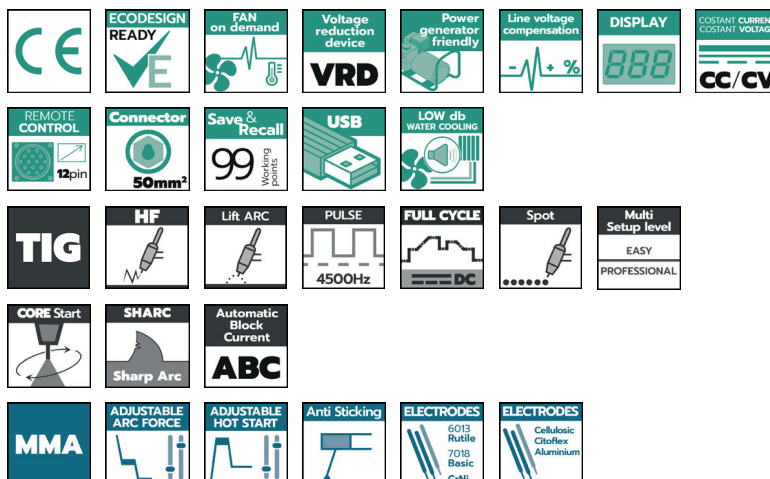 CE
ECODESIGN
READY
E
FAN
on demand
Voltage
reduction
device
VRD
Power
generator
friendly
Line voltage
compensation
- + %
DISPLAY
888
COSTANT CURREN
COSTANT VOLTAG
CC/CV
REMOTE
CONTROL
12pin
Connector
50mm²
Save &
Recall
99
Working
points
USB
LOW db
WATER COOLING
TIG
HF
Lift ARC
PULSE
4500Hz
FULL CYCLE
DC
Spot
Multi
Setup level
EASY
PROFESSIONAL
CORE Start
SHARC
Sharp Arc
Automatic
Block
Current
ABC
MMA
ADJUSTABLE
ARC FORCE
ADJUSTABLE
HOT START
Anti Sticking
ELECTRODES
6013
Rutile
7018
Basic
CrNi
ELECTRODES
Cellulosic
Citoflex
Aluminium